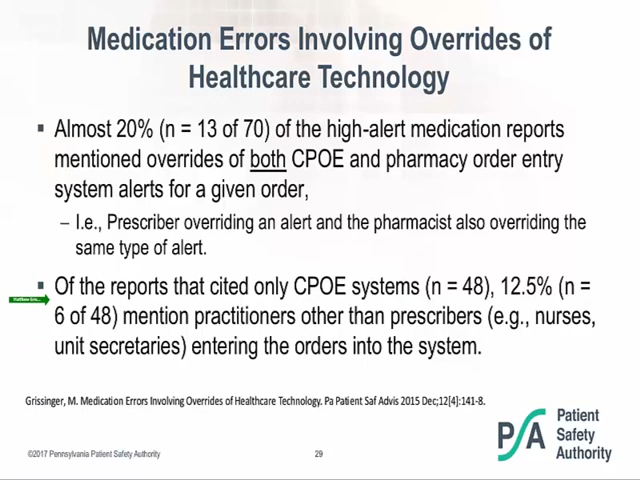 Medication Errors Involving Overrides of
Healthcare Technology
▪ Almost 20% (n = 13 of 70) of the high-alert medication reports
mentioned overrides of both CPOE and pharmacy order entry
system alerts for a given order,
– I.e., Prescriber overriding an alert and the pharmacist also overriding the
same type of alert.
▪ Of the reports that cited only CPOE systems (n = 48), 12.5% (n =
6 of 48) mention practitioners other than prescribers (e.g., nurses,
unit secretaries) entering the orders into the system.
Grissinger, M. Medication Errors Involving Overrides of Healthcare Technology. Pa Patient Saf Advis 2015 Dec;12[4]:141-8.
PSA Patient
Safety
Authority
©2017 Pennsylvania Patient Safety Authority
29